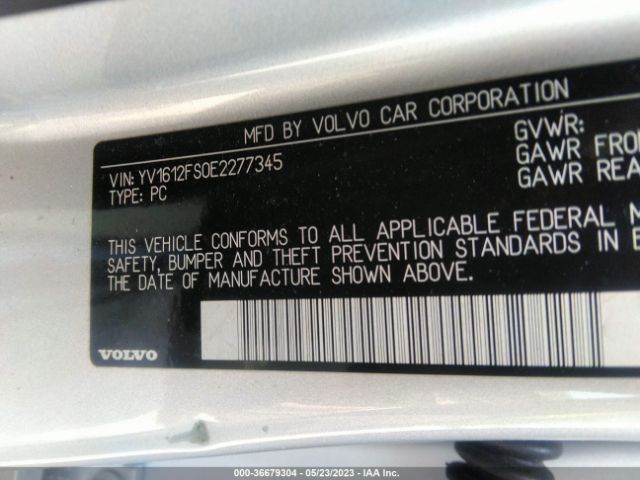 MFD BY VOLVO CAR CORPORATION
VIN: YV1612FS0E2277345
TYPE: PC
GVWR:
GAWR FRO
GAWR REA
THIS VEHICLE CONFORMS TO ALL APPLICABLE FEDERAL
SAFETY, BUMPER AND THEFT PREVENTION STANDARDS IN
THE DATE OF MANUFACTURE SHOWN ABOVE.
VOLVO
000-36679304 - 05/23/2023 - IAA Inc.